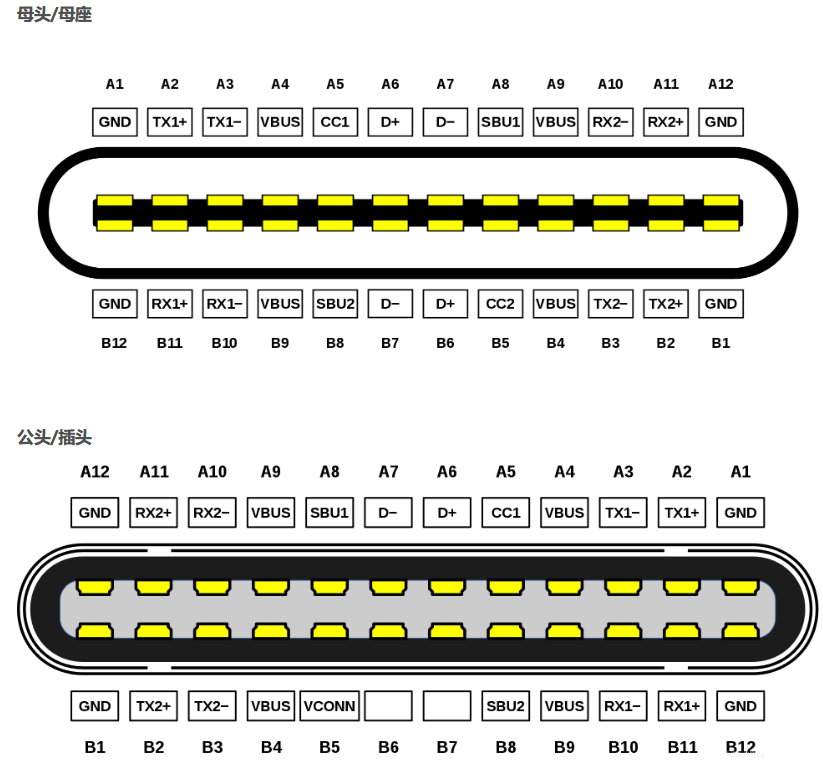 母头/母座
A1 A2 A3 A4 A5 A6 A7 A8 A9 A10 A11 A12
GND TX1+ TX1− VBUS CC1 D+ D− SBU1 VBUS RX2− RX2+ GND
GND RX1+ RX1− VBUS SBU2 D− D+ CC2 VBUS TX2− TX2+ GND
B12 B11 B10 B9 B8 B7 B6 B5 B4 B3 B2 B1
公头/插头
A12 A11 A10 A9 A8 A7 A6 A5 A4 A3 A2 A1
GND RX2+ RX2− VBUS SBU1 D− D+ CC1 VBUS TX1− TX1+ GND
GND TX2+ TX2− VBUS VCONN SBU2 VBUS RX1− RX1+ GND
B1 B2 B3 B4 B5 B6 B7 B8 B9 B10 B11 B12